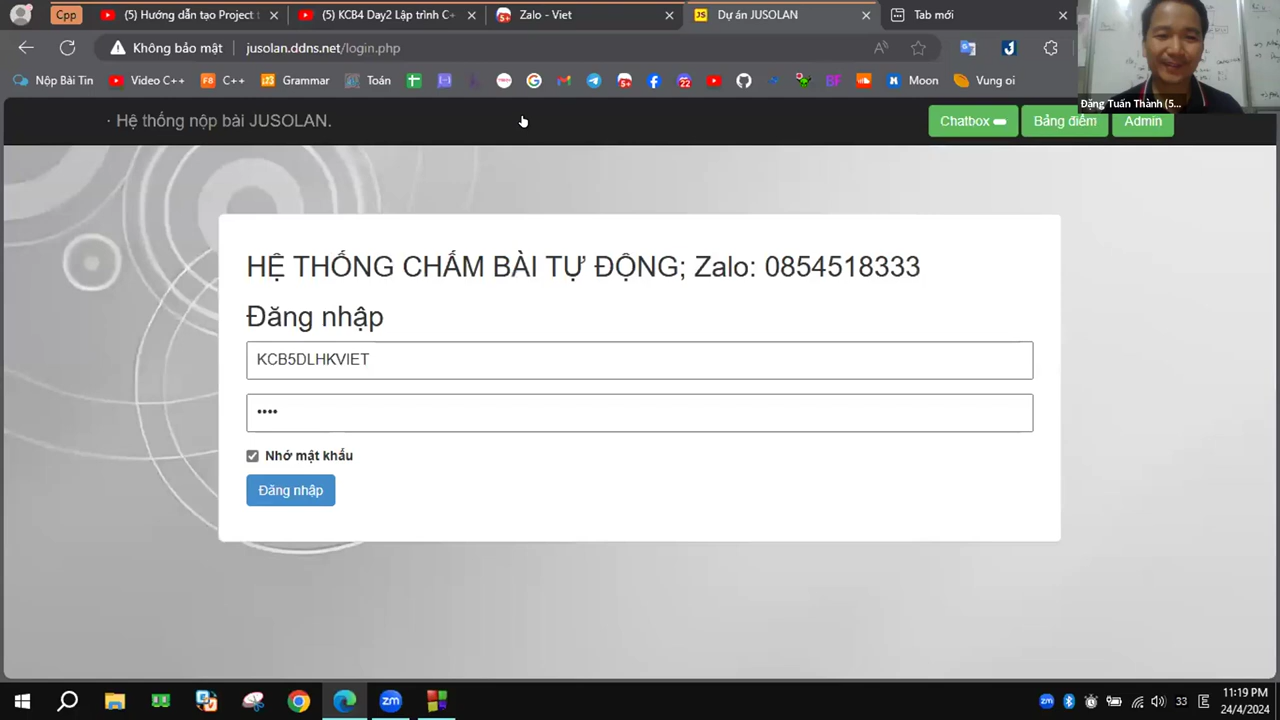 Cpp
(5) Hướng dẫn tạo Project t
(5) KCB4 Day2 Lập trình C+
Zalo - Viet
Dự án JUSOLAN
Tab mới
Không bảo mật
jusolan.ddns.net/login.php
Nộp Bài Tin
Video C++
C++
Grammar
Toán
Moon
Vung oi
Đặng Tuấn Thành (5...
· Hệ thống nộp bài JUSOLAN.
Chatbox
Bảng điểm
Admin
HỆ THỐNG CHẤM BÀI TỰ ĐỘNG; Zalo: 0854518333
Đăng nhập
KCB5DLHKVIET
••••
Nhớ mật khẩu
Đăng nhập
33
11:19 PM
24/4/2024